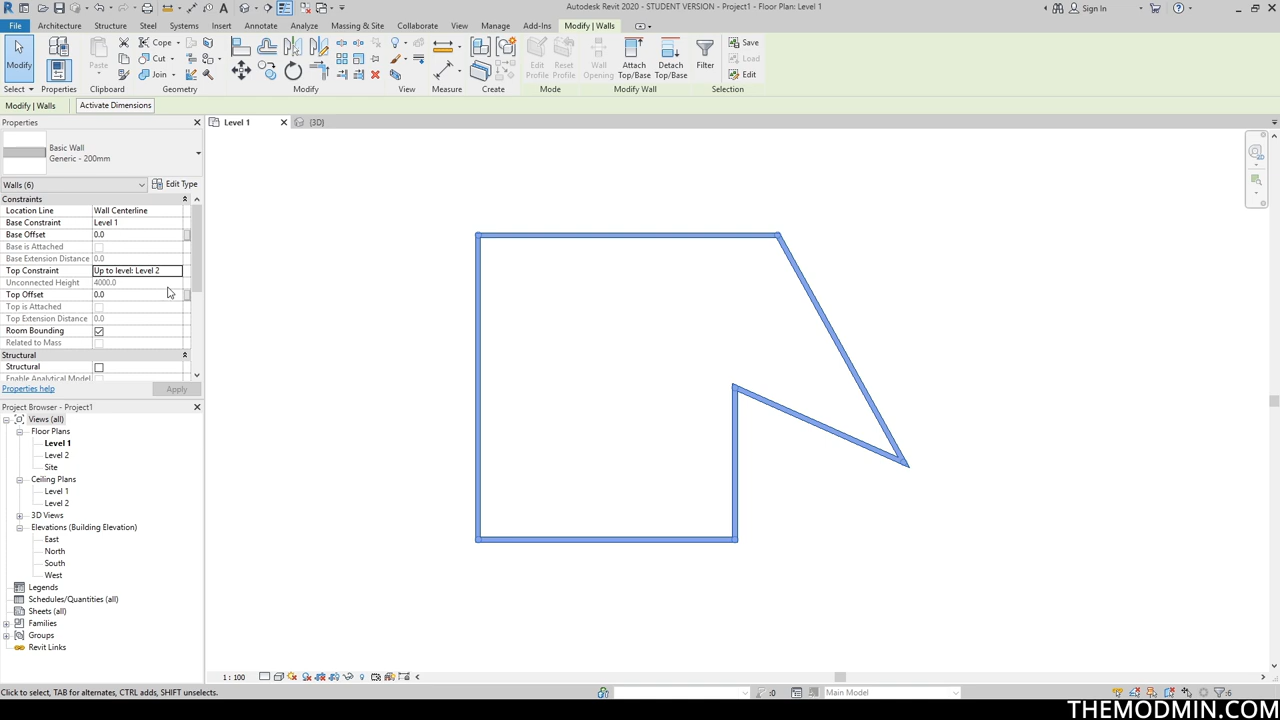 Autodesk Revit 2020 - STUDENT VERSION - Project1 - Floor Plan: Level 1
Sign In
File Architecture Structure Steel Systems Insert Annotate Analyze Massing & Site Collaborate View Manage Add-Ins Modify | Walls
Modify
Paste
Cope
Cut
Join
Edit Profile
Reset Profile
Wall Opening
Attach Top/Base
Detach Top/Base
Filter
Save
Load
Edit
Select Properties Clipboard Geometry Modify View Measure Create Mode Modify Wall Selection
Modify | Walls Activate Dimensions
Properties
Level 1
{3D}
Basic Wall
Generic - 200mm
Walls (6) Edit Type
Constraints
Location Line Wall Centerline
Base Constraint Level 1
Base Offset 0.0
Base is Attached
Base Extension Distance 0.0
Top Constraint Up to level: Level 2
Unconnected Height 4000.0
Top Offset 0.0
Top is Attached
Top Extension Distance 0.0
Room Bounding
Related to Mass
Structural
Structural
Enable Analytical Model
Properties help Apply
Project Browser - Project1
Views (all)
Floor Plans
Level 1
Level 2
Site
Ceiling Plans
Level 1
Level 2
3D Views
Elevations (Building Elevation)
East
North
South
West
Legends
Schedules/Quantities (all)
Sheets (all)
Families
Groups
Revit Links
1 : 100
Click to select, TAB for alternates, CTRL adds, SHIFT unselects.
:0
Main Model
:6
THEMODMIN.COM